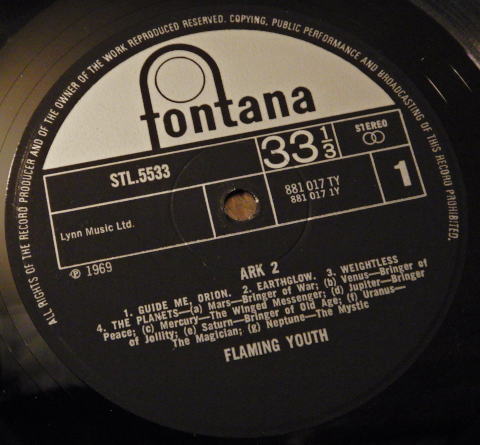 ALL RIGHTS OF THE RECORD PRODUCER AND OF THE OWNER OF THE WORK REPRODUCED RESERVED. COPYING, PUBLIC PERFORMANCE AND BROADCASTING OF THIS RECORD PROHIBITED.
fontana
STL.5533
33 1/3
STEREO
881 017 TY
881 017 1Y
1
Lynn Music Ltd.
℗ 1969
ARK 2
1. GUIDE ME, ORION. 2. EARTHGLOW. 3. WEIGHTLESS
4. THE PLANETS—(a) Mars—Bringer of War; (b) Venus—Bringer of
Peace; (c) Mercury—The Winged Messenger; (d) Jupiter—Bringer
of Jollity; (e) Saturn—Bringer of Old Age; (f) Uranus—
The Magician; (g) Neptune—The Mystic
FLAMING YOUTH